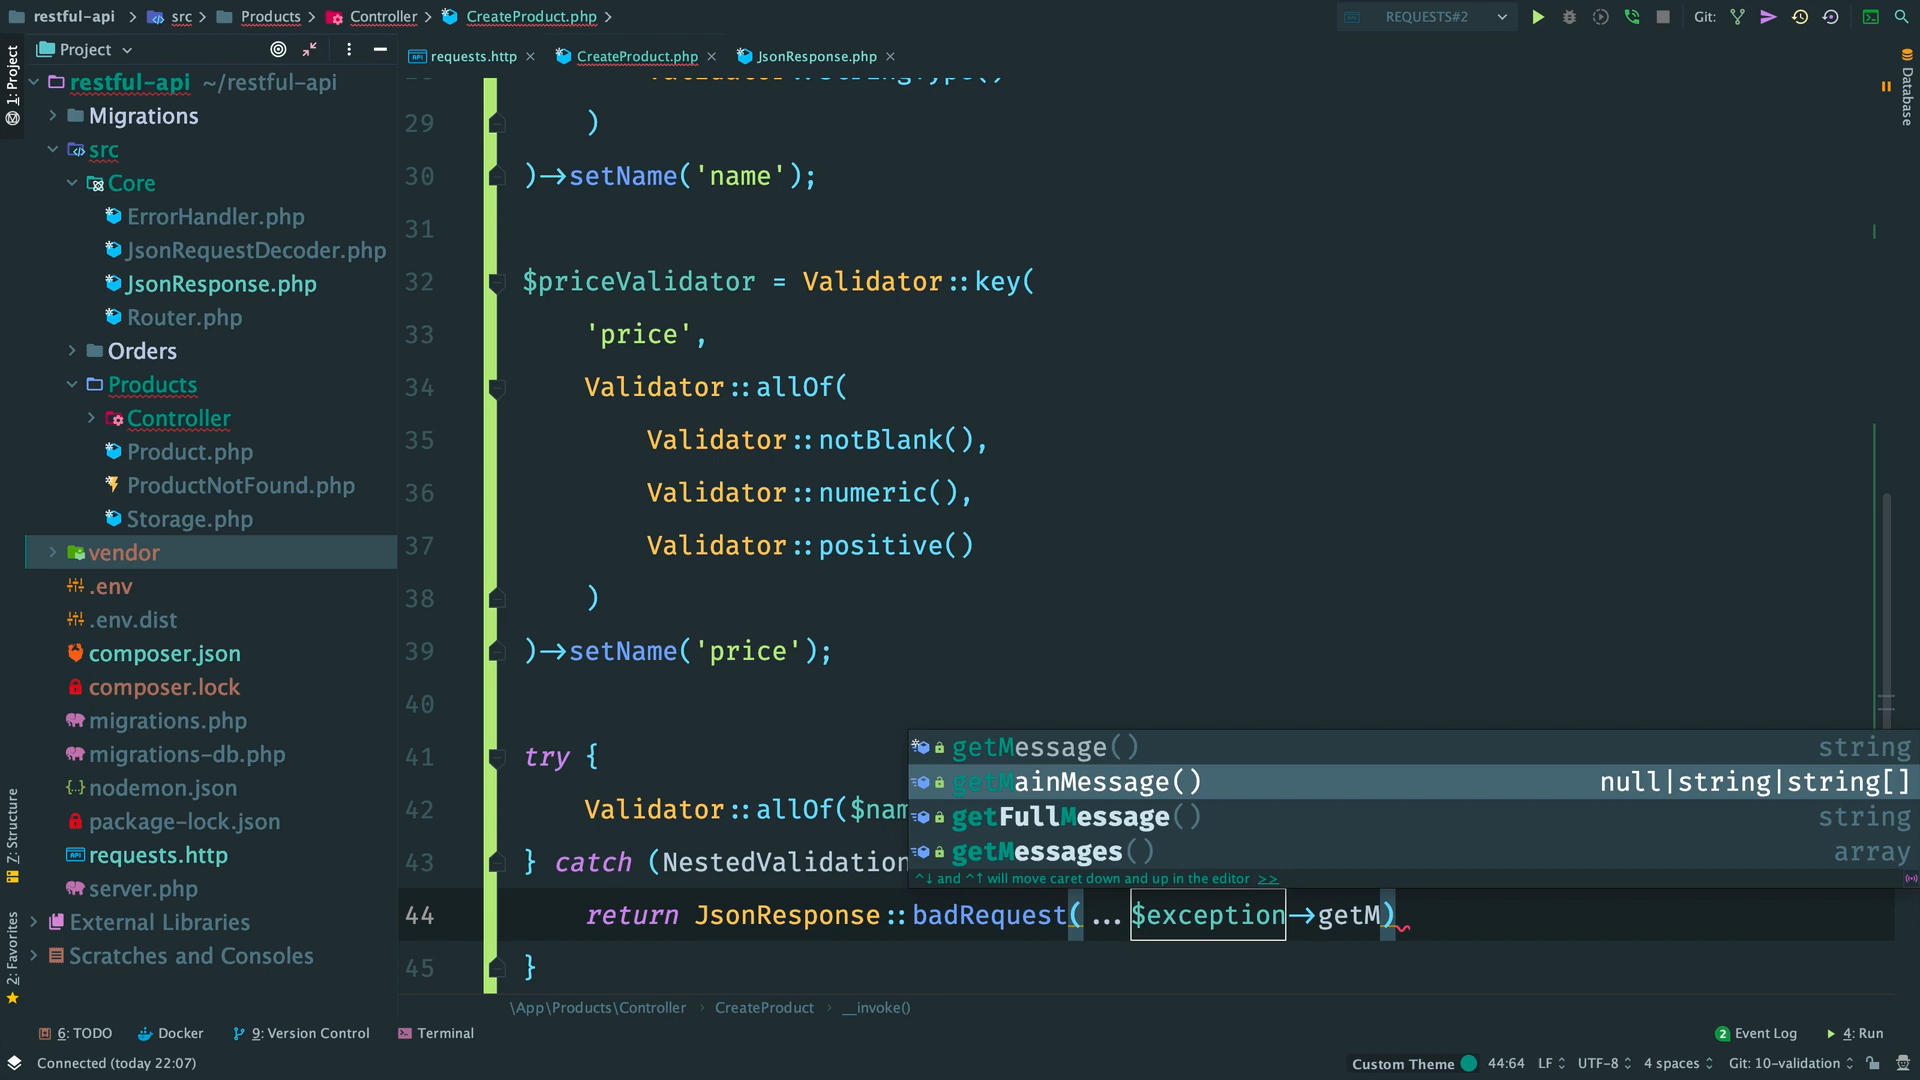 restful-api > src > Products > Controller > CreateProduct.php >
REQUESTS#2
Git:
1: Project
Project
requests.http
CreateProduct.php
JsonResponse.php
Database
restful-api ~/restful-api
Migrations
src
Core
ErrorHandler.php
JsonRequestDecoder.php
JsonResponse.php
Router.php
Orders
Products
Controller
Product.php
ProductNotFound.php
Storage.php
vendor
.env
.env.dist
composer.json
composer.lock
migrations.php
migrations-db.php
nodemon.json
package-lock.json
requests.http
server.php
External Libraries
Scratches and Consoles
Z: Structure
2: Favorites
29 )
30 )→setName('name');
31
32 $priceValidator = Validator::key(
33 'price',
34 Validator::allOf(
35 Validator::notBlank(),
36 Validator::numeric(),
37 Validator::positive()
38 )
39 )→setName('price');
40
41 try {
42 Validator::allOf($nam
43 } catch (NestedValidation
44 return JsonResponse::badRequest(...$exception→getM)
45 }
getMessage() string
getMainMessage() null|string|string[]
getFullMessage() string
getMessages() array
^↓ and ^↑ will move caret down and up in the editor >>
\App\Products\Controller > CreateProduct > __invoke()
6: TODO
Docker
9: Version Control
Terminal
2 Event Log
4: Run
Connected (today 22:07)
Custom Theme
44:64
LF
UTF-8
4 spaces
Git: 10-validation